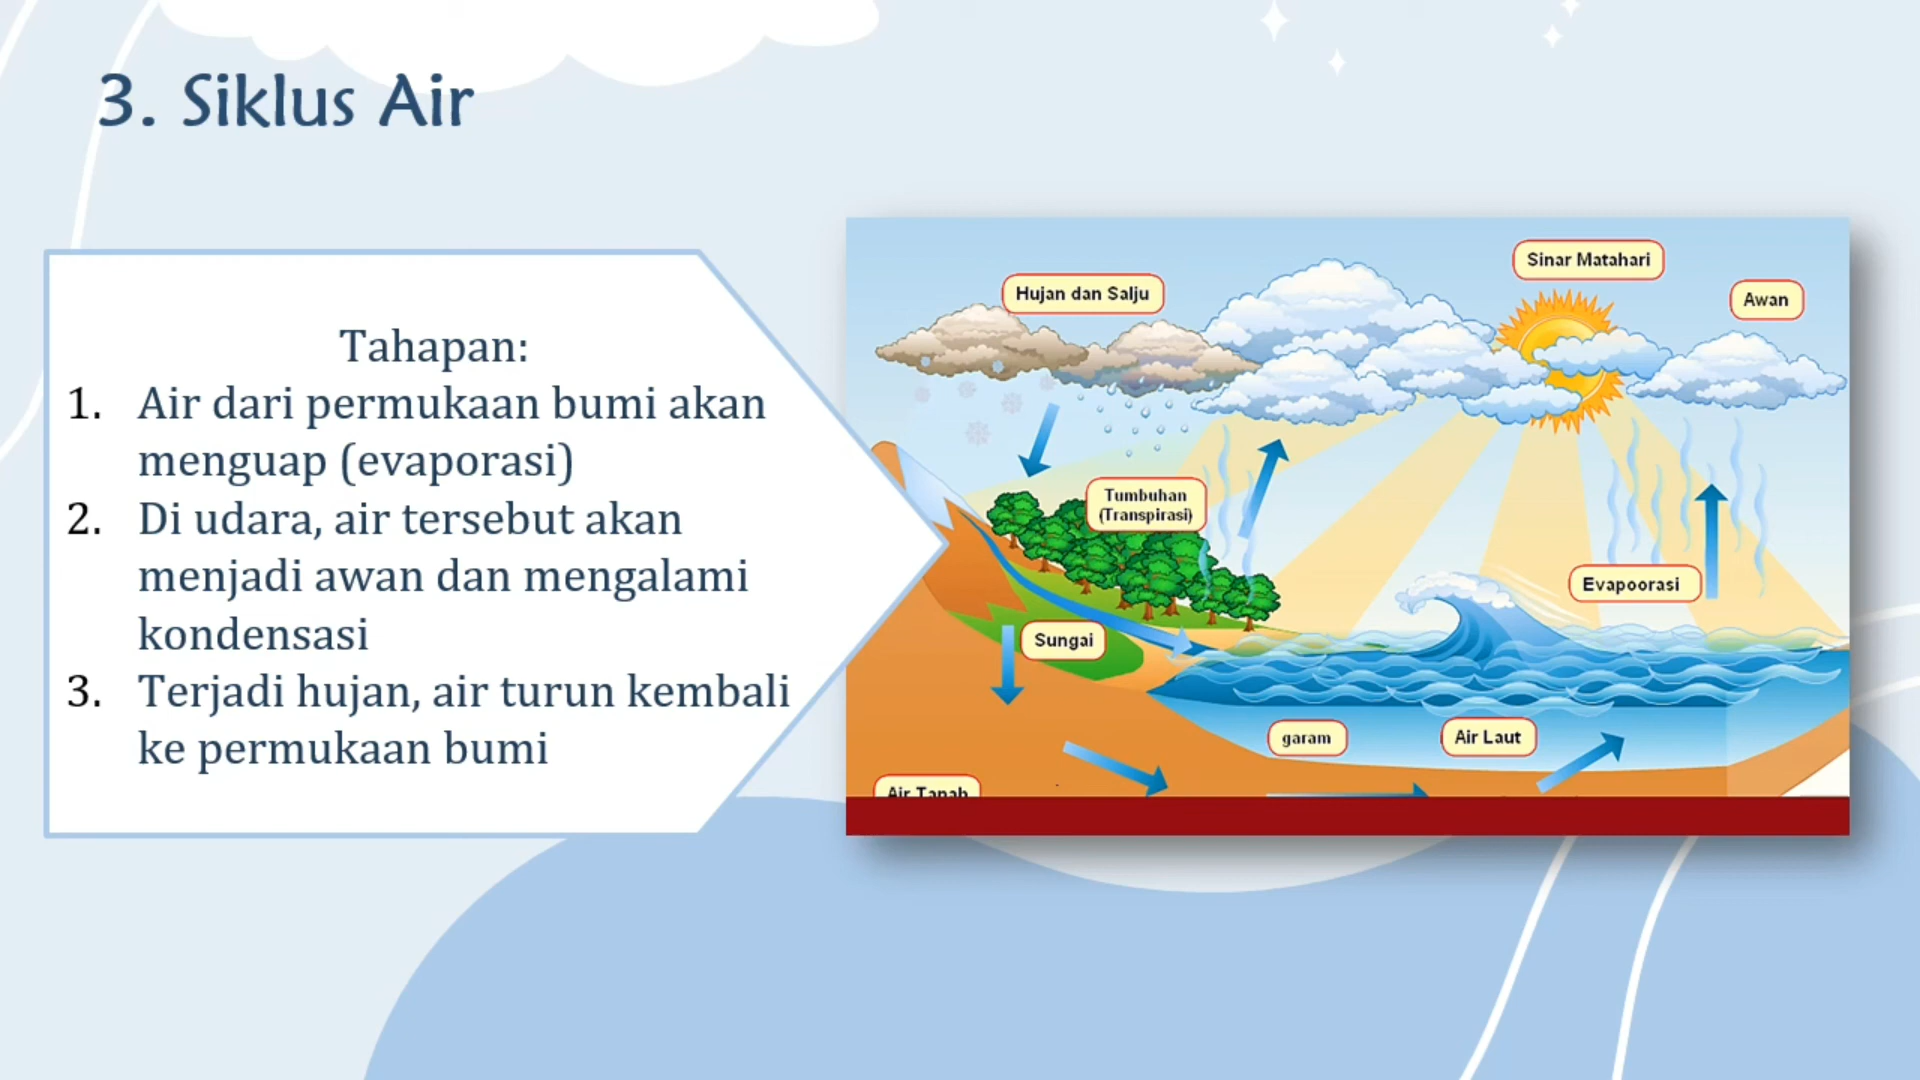 3. Siklus Air
Tahapan:
1. Air dari permukaan bumi akan
menguap (evaporasi)
2. Di udara, air tersebut akan
menjadi awan dan mengalami
kondensasi
3. Terjadi hujan, air turun kembali
ke permukaan bumi
Sinar Matahari
Hujan dan Salju
Awan
Tumbuhan
(Transpirasi)
Evapoorasi
Sungai
garam
Air Laut
Air Tanah